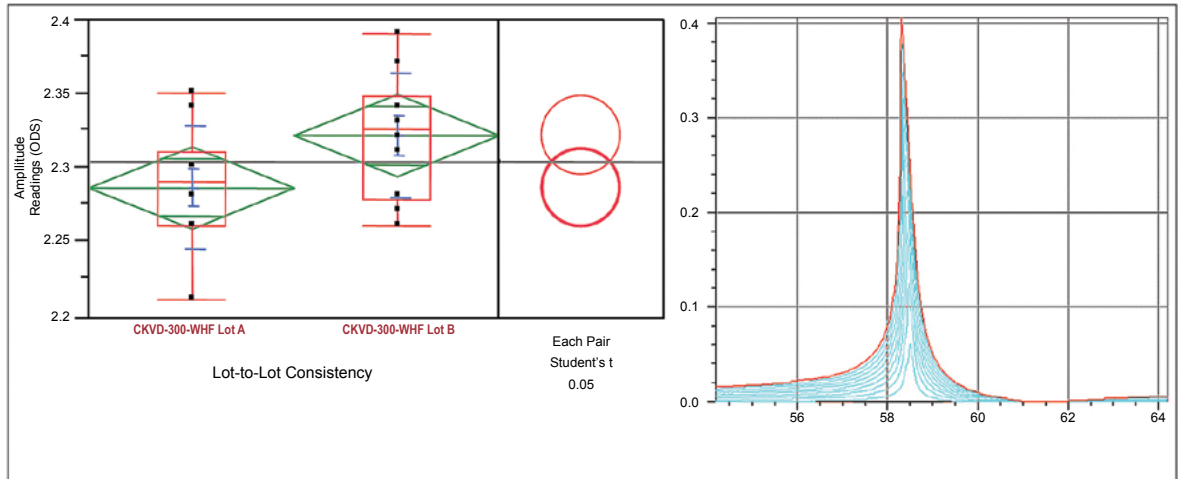 Amplitude
Readings (ODS)
2.4
2.35
2.3
2.25
2.2
CKVD-300-WHF Lot A
CKVD-300-WHF Lot B
Lot-to-Lot Consistency
Each Pair
Student's t
0.05
0.4
0.3
0.2
0.1
0.0
56
58
60
62
64